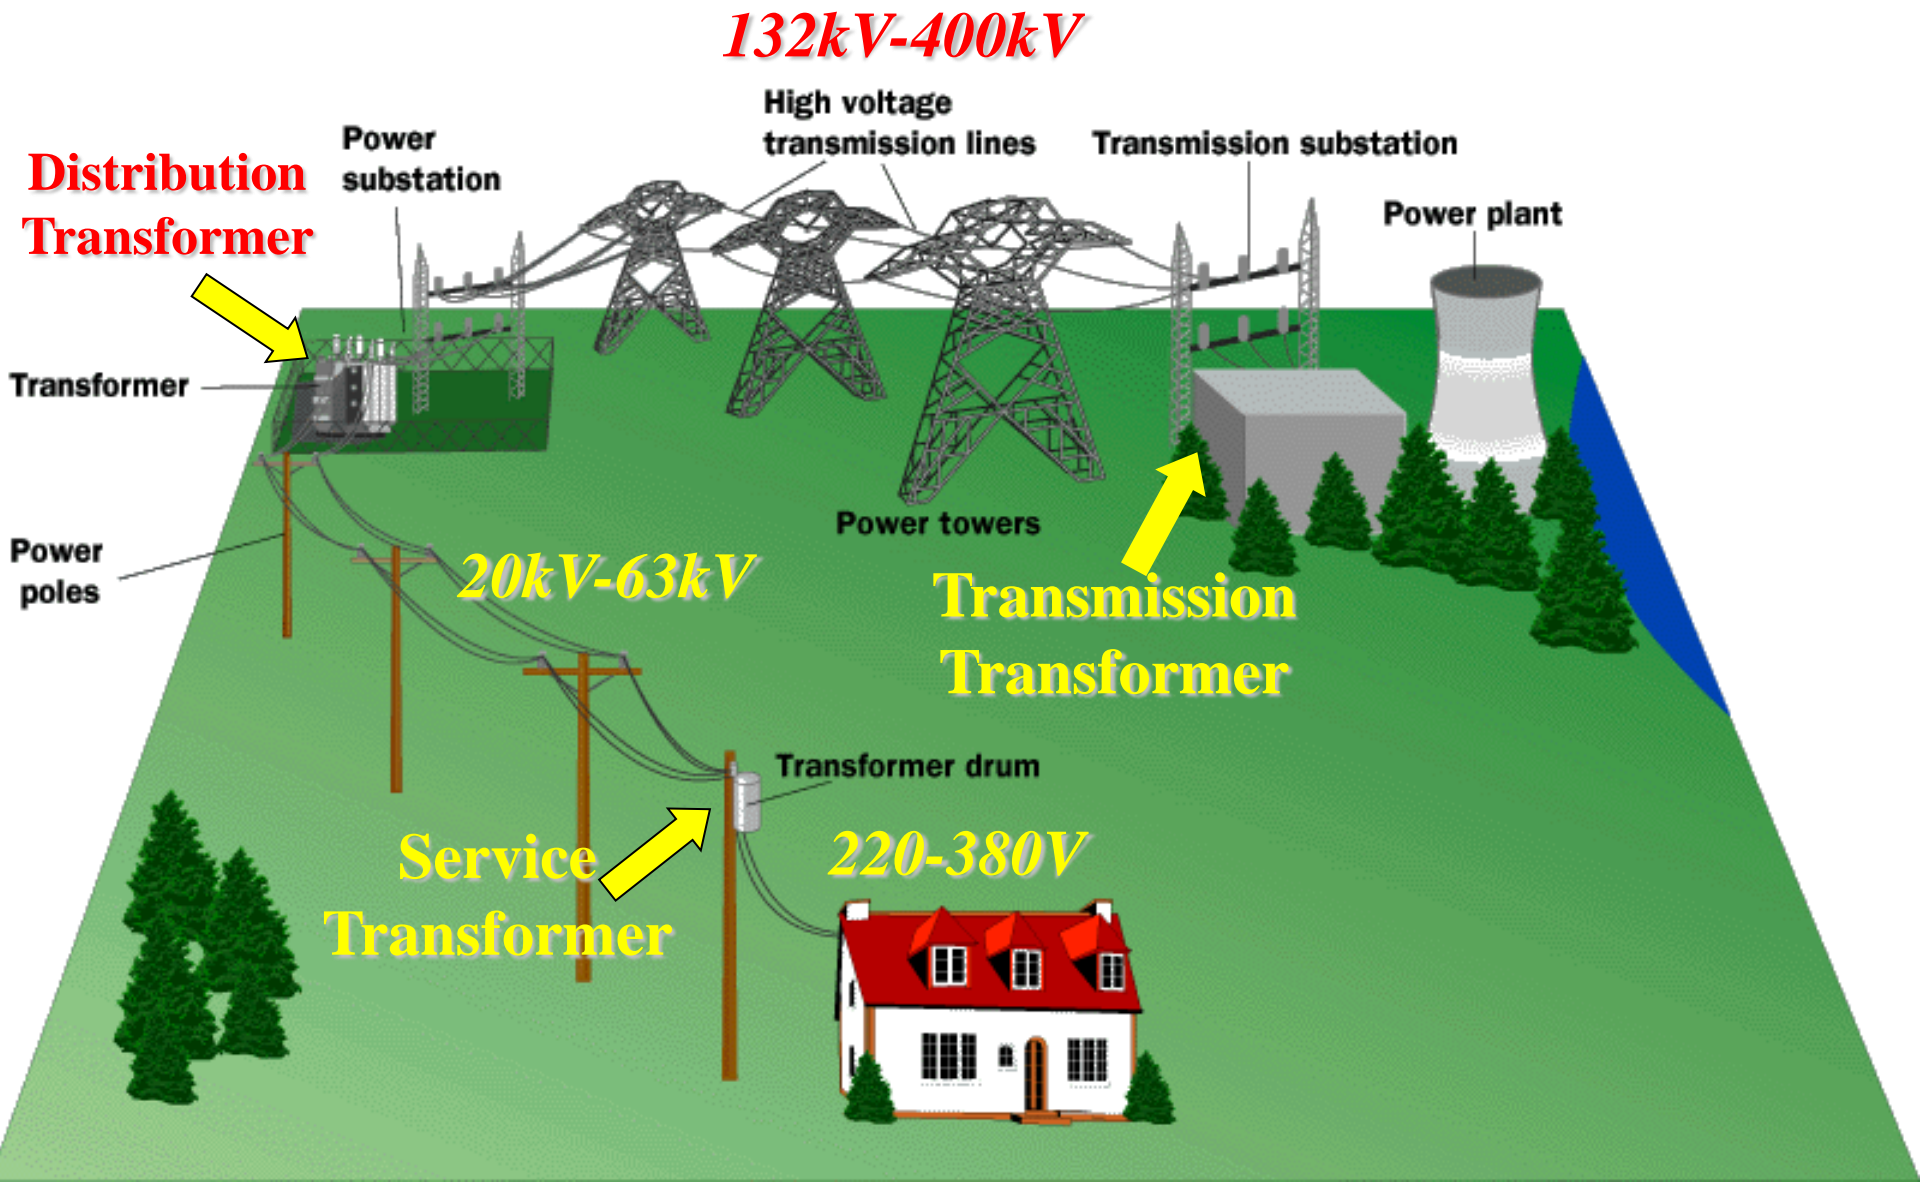 132kV-400kV
High voltage
transmission lines
Power
substation
Transmission substation
Distribution
Transformer
Power plant
Transformer
Power towers
Power
poles
20kV-63kV
Transmission
Transformer
Transformer drum
Service
Transformer
220-380V